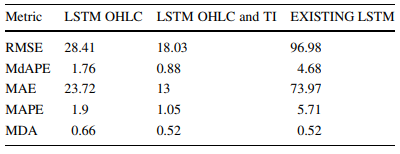 Metric LSTM OHLC LSTM OHLC and TI EXISTING LSTM
RMSE 28.41 18.03 96.98
MdAPE 1.76 0.88 4.68
MAE 23.72 13 73.97
MAPE 1.9 1.05 5.71
MDA 0.66 0.52 0.52